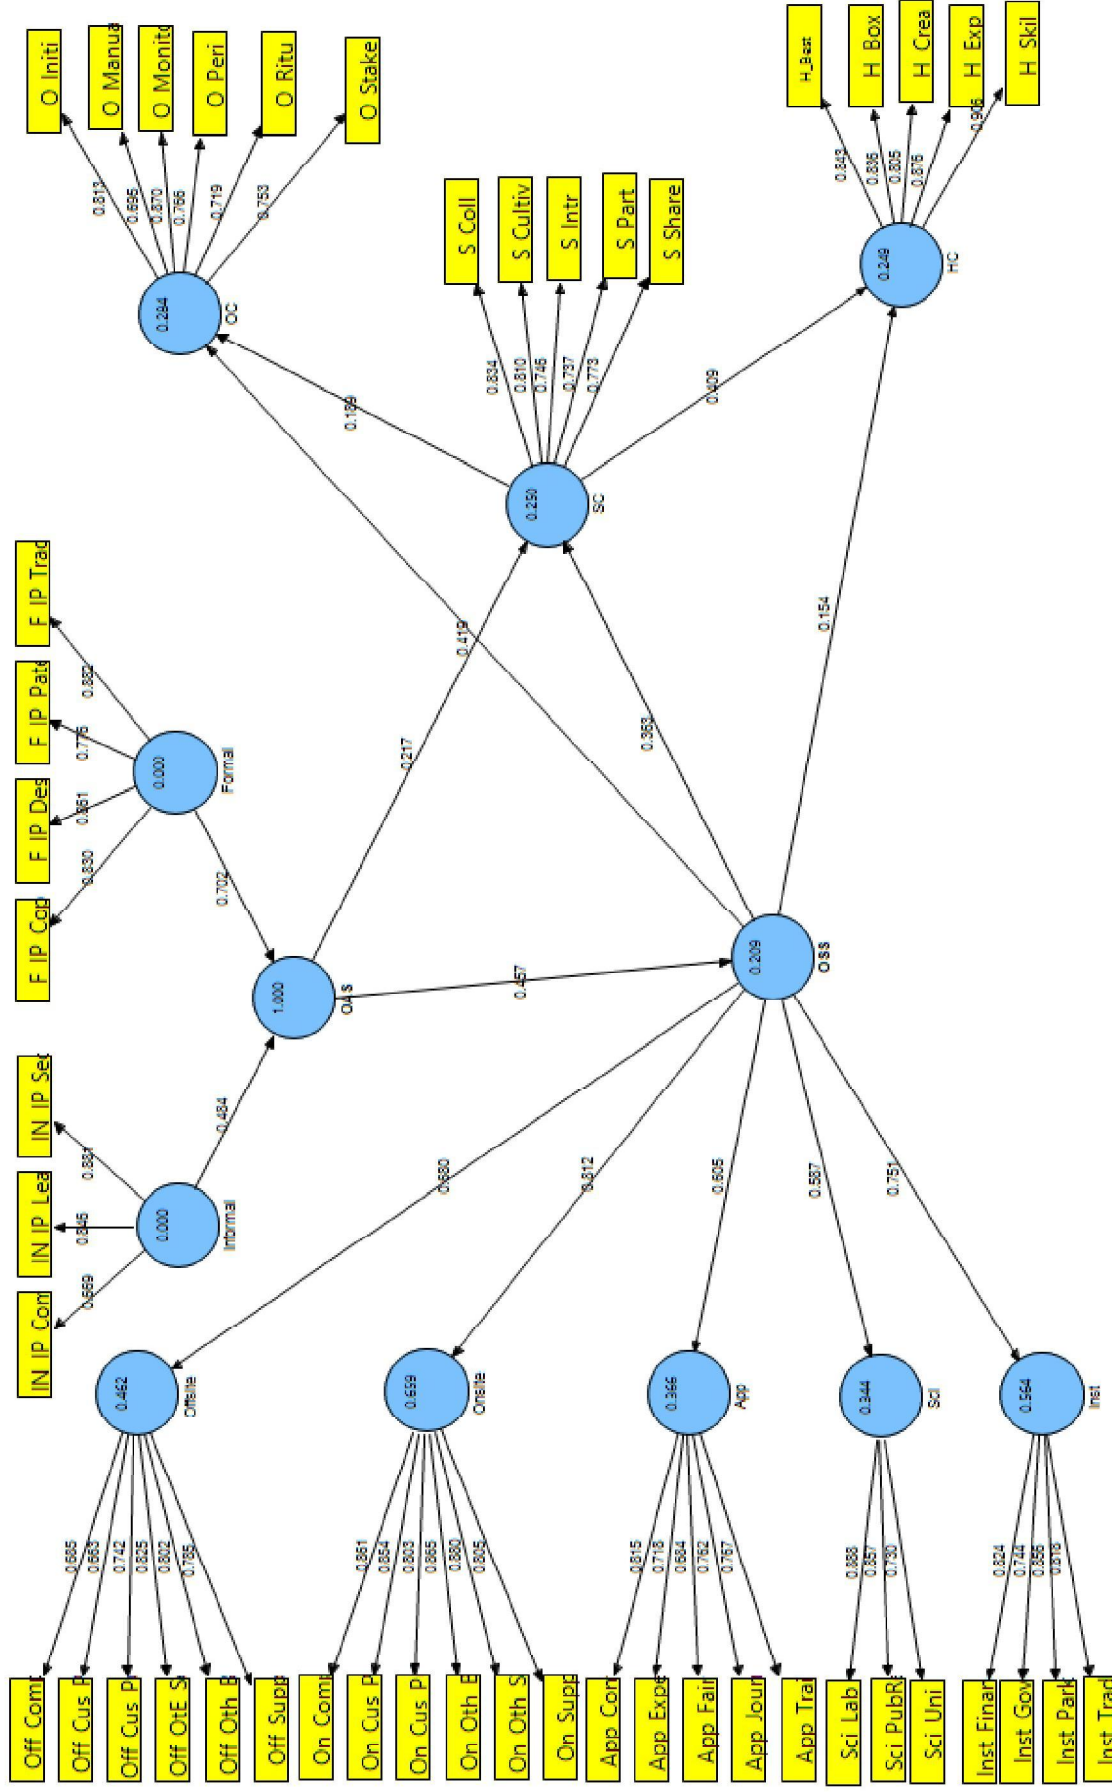 O Initi
O Manua
O Monito
O Peri
O Ritu
O Stake
0.813
0.695
0.870
0.766
0.719
0.753
0.284
OC
S Coll
S Cultiv
S Intr
S Part
S Share
0.834
0.810
0.746
0.737
0.773
0.250
SC
H_Best
H Box
H Crea
H Exp
H Skil
0.843
0.836
0.805
0.876
0.906
0.249
HC
0.189
0.409
0.419
0.217
0.363
0.154
F IP Cop
F IP Des
F IP Pate
F IP Trad
0.830
0.775
0.882
0.000
Formal
0.702
IN IP Com
IN IP Lea
IN IP Sec
0.669
0.846
0.881
0.000
Informal
0.484
1.000
OAS
0.457
0.209
OSS
0.680
0.812
0.605
0.587
0.751
0.462
Offsite
0.659
Onsite
0.366
App
0.344
Sci
0.564
Inst
0.685
0.663
0.742
0.825
0.802
0.785
Off Comp
Off Cus P
Off Cus P
Off OtE S
Off Oth B
Off Supp
0.861
0.854
0.803
0.865
0.880
0.805
On Comp
On Cus P
On Cus P
On Oth B
On Oth S
On Supp
0.815
0.718
0.684
0.762
0.767
App Con
App Expe
App Fair
App Jour
App Trai
0.888
0.857
0.730
Sci Lab
Sci PubRe
Sci Uni
0.824
0.744
0.856
0.818
Inst Finan
Inst Gov
Inst Park
Inst Trad